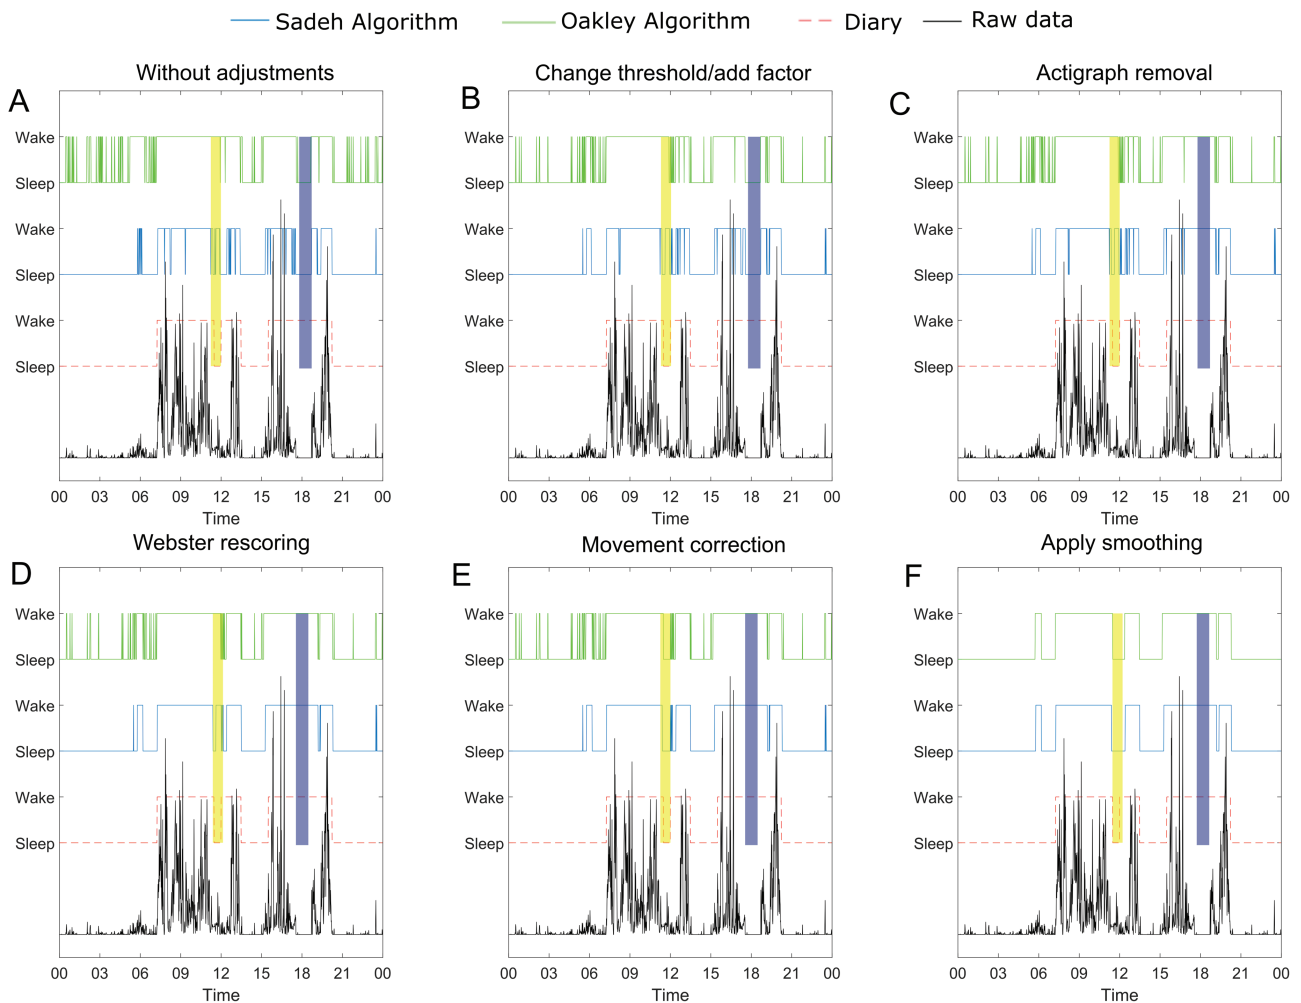 Sadeh Algorithm Oakley Algorithm Diary Raw data
Without adjustments Change threshold/add factor Actigraph removal
A B C
Wake Wake Wake
Sleep Sleep Sleep
Wake Wake Wake
Sleep Sleep Sleep
Wake Wake Wake
Sleep Sleep Sleep
00 03 06 09 12 15 18 21 00 00 03 06 09 12 15 18 21 00 00 03 06 09 12 15 18 21 00
Time Time Time
Webster rescoring Movement correction Apply smoothing
D E F
Wake Wake Wake
Sleep Sleep Sleep
Wake Wake Wake
Sleep Sleep Sleep
Wake Wake Wake
Sleep Sleep Sleep
00 03 06 09 12 15 18 21 00 00 03 06 09 12 15 18 21 00 00 03 06 09 12 15 18 21 00
Time Time Time